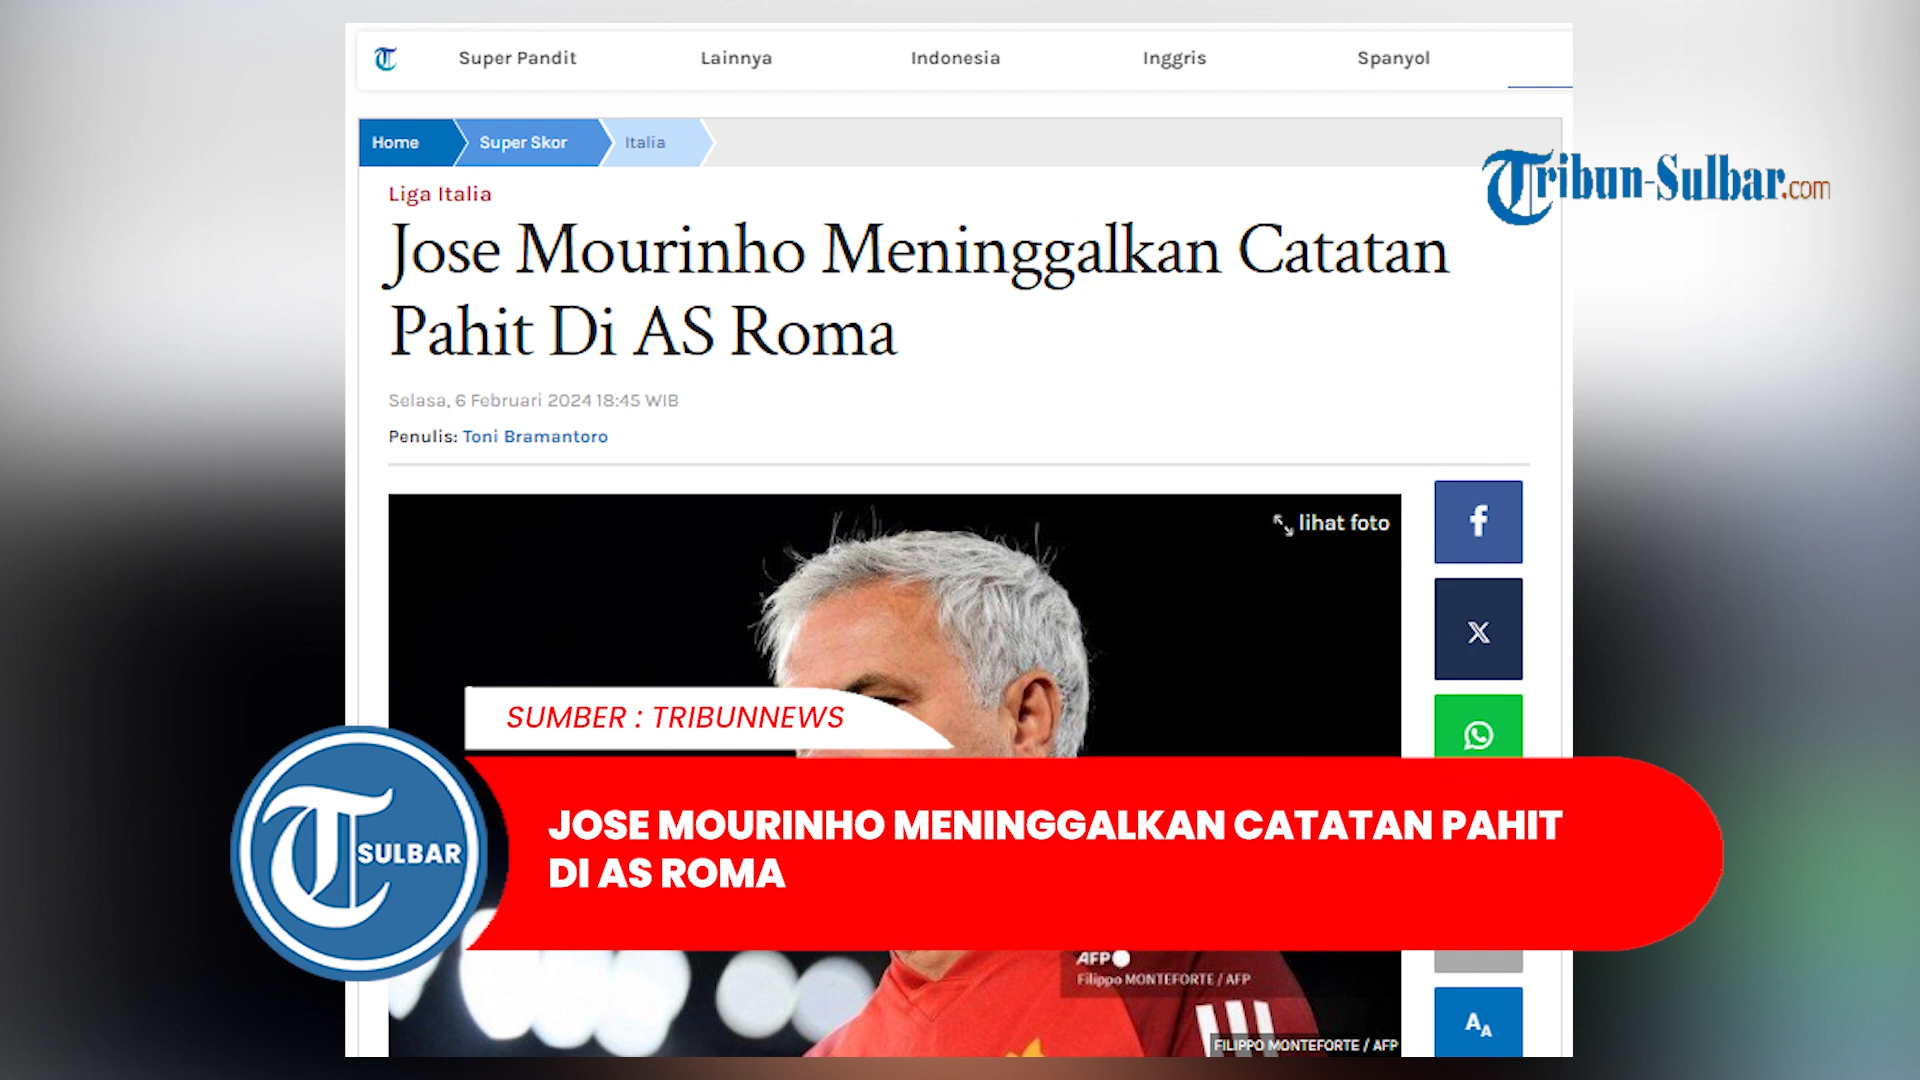 Super Pandit Lainnya Indonesia Inggris Spanyol
Home Super Skor Italia
Tribun-Sulbar.com
Liga Italia
Jose Mourinho Meninggalkan Catatan
Pahit Di AS Roma
Selasa, 6 Februari 2024 18:45 WIB
Penulis: Toni Bramantoro
lihat foto
SUMBER : TRIBUNNEWS
JOSE MOURINHO MENINGGALKAN CATATAN PAHIT
DI AS ROMA
T SULBAR
AFP
Filippo MONTEFORTE / AFP
FILIPPO MONTEFORTE / AFP
AA